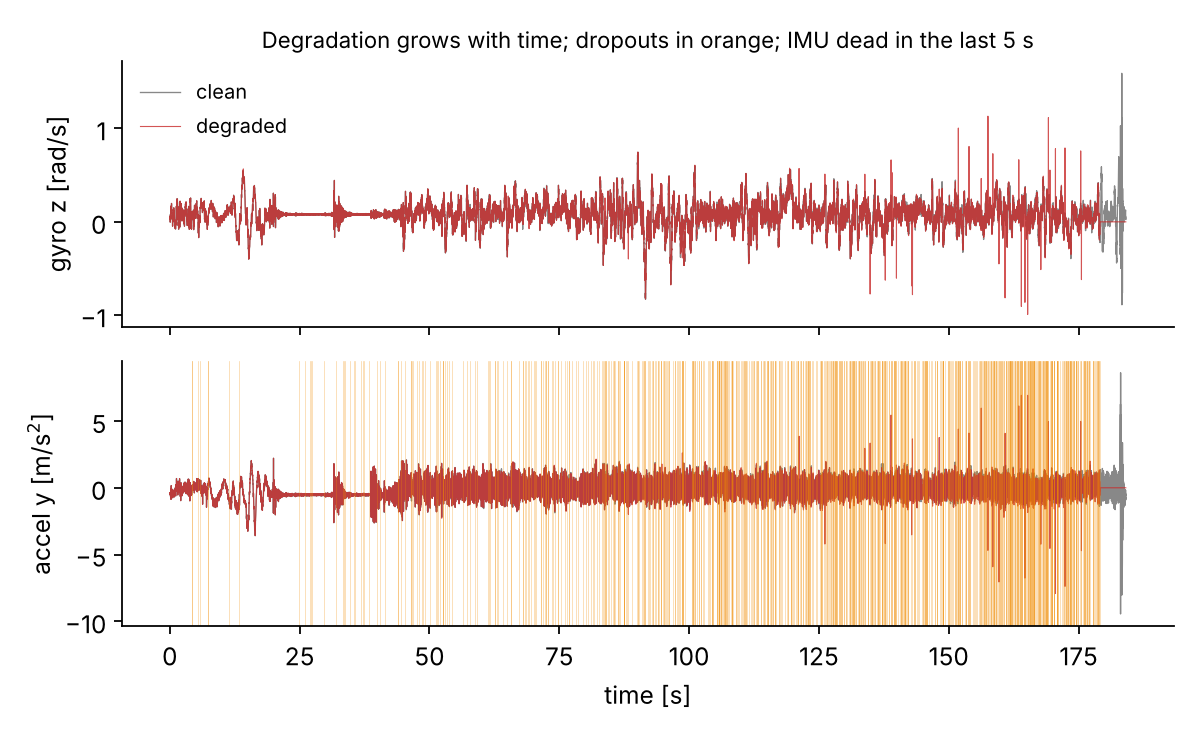 Degradation grows with time; dropouts in orange; IMU dead in the last 5 s
clean
degraded
gyro z [rad/s]
1
0
−1
accel y [m/s²]
5
0
−5
−10
0 25 50 75 100 125 150 175
time [s]